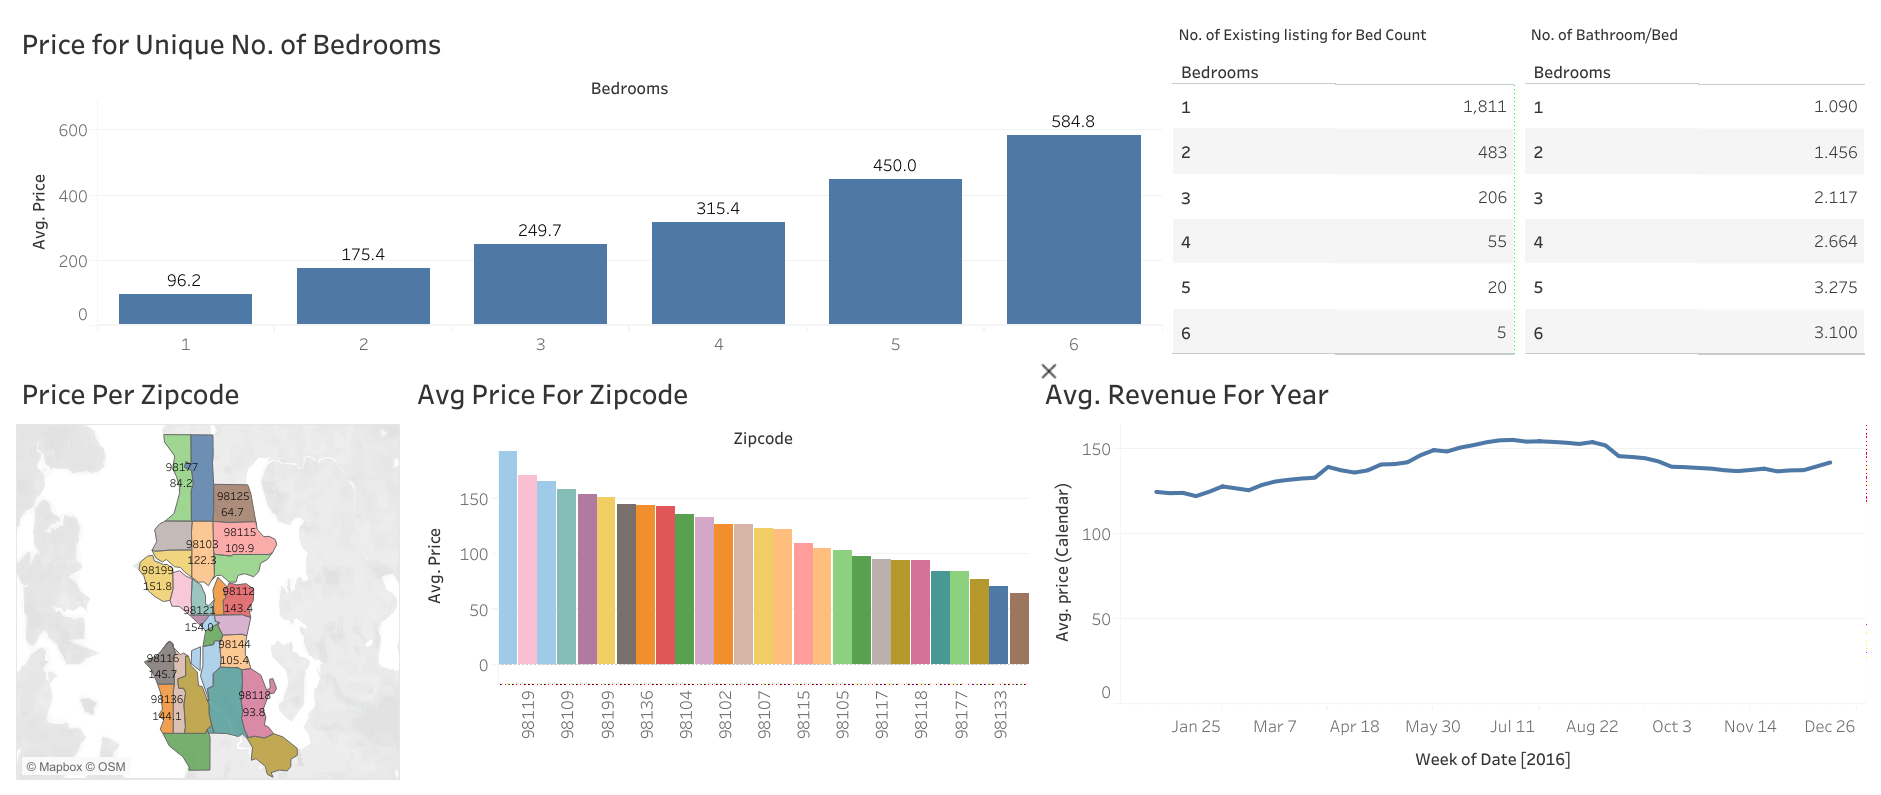 Price for Unique No. of Bedrooms
Bedrooms
Avg. Price
600
400
200
0
96.2
175.4
249.7
315.4
450.0
584.8
1
2
3
4
5
6
No. of Existing listing for Bed Count
Bedrooms
1 1,811
2 483
3 206
4 55
5 20
6 5
No. of Bathroom/Bed
Bedrooms
1 1.090
2 1.456
3 2.117
4 2.664
5 3.275
6 3.100
Price Per Zipcode
98177
84.2
98125
64.7
98115
109.9
98103
122.3
98199
151.8
98112
143.4
98121
154.0
98144
105.4
98116
145.7
98136
144.1
98118
93.8
© Mapbox © OSM
Avg Price For Zipcode
Zipcode
Avg. Price
150
100
50
0
98119
98109
98199
98136
98104
98102
98107
98115
98105
98117
98118
98177
98133
Avg. Revenue For Year
Avg. price (Calendar)
150
100
50
0
Jan 25
Mar 7
Apr 18
May 30
Jul 11
Aug 22
Oct 3
Nov 14
Dec 26
Week of Date [2016]